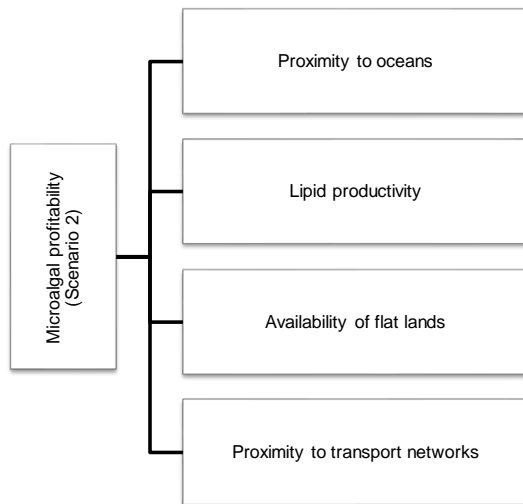 Microalgal profitability
(Scenario 2)
Proximity to oceans
Lipid productivity
Availability of flat lands
Proximity to transport networks